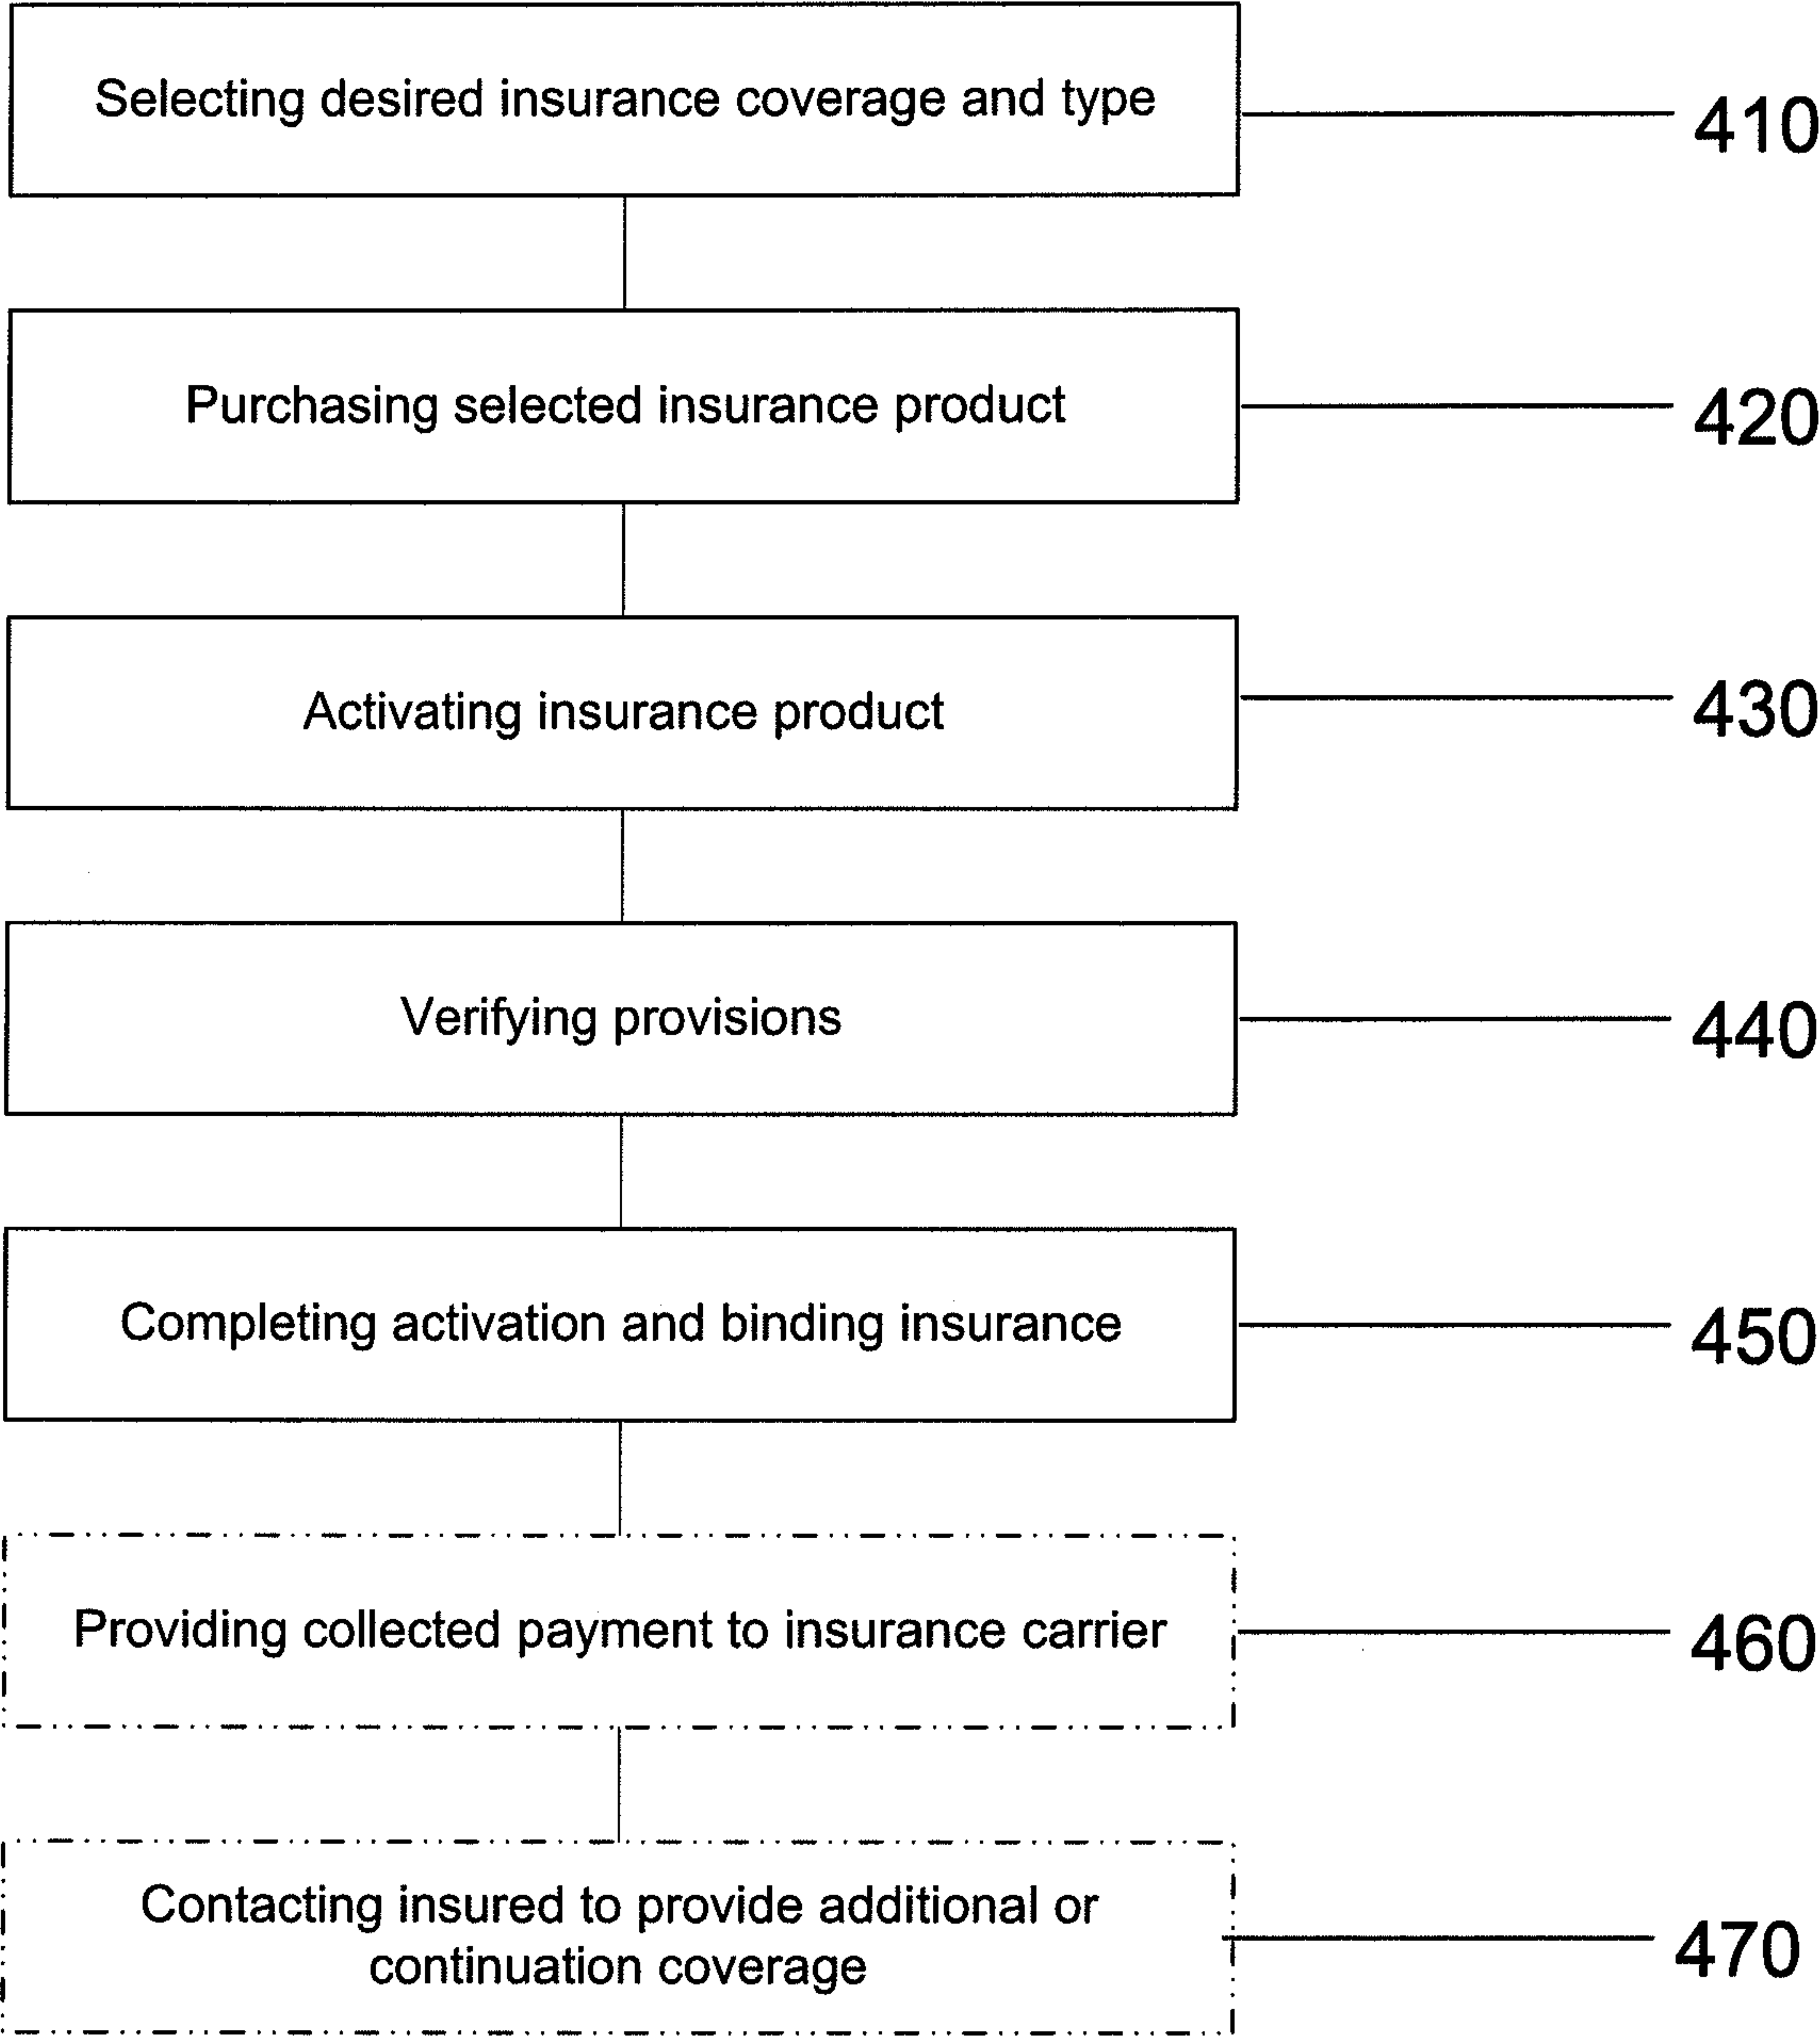 Selecting desired insurance coverage and type
410
Purchasing selected insurance product
420
Activating insurance product
430
Verifying provisions
440
Completing activation and binding insurance
450
Providing collected payment to insurance carrier
460
Contacting insured to provide additional or
continuation coverage
470